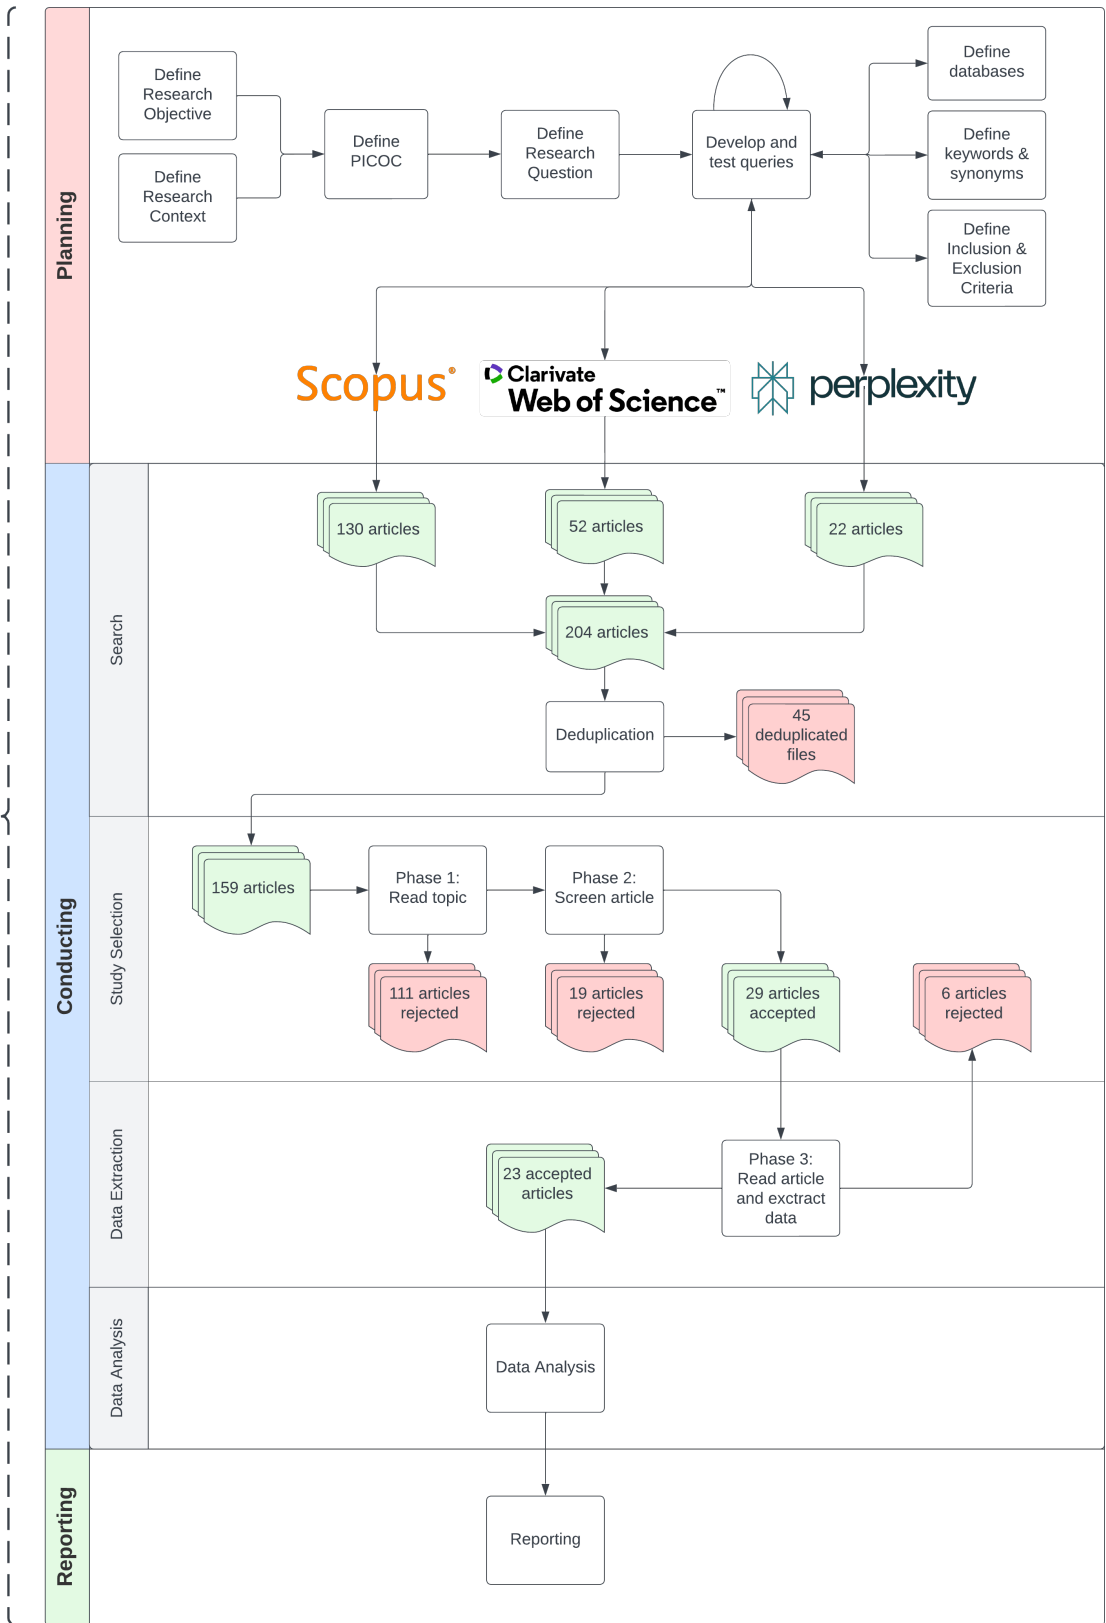 Planning
Define
Research
Objective
Define
Research
Context
Define
PICOC
Define
Research
Question
Develop and
test queries
Define
databases
Define
keywords &
synonyms
Define
Inclusion &
Exclusion
Criteria
Scopus®
Clarivate
Web of Science™
perplexity
Conducting
Search
130 articles
52 articles
22 articles
204 articles
Deduplication
45
deduplicated
files
Study Selection
159 articles
Phase 1:
Read topic
Phase 2:
Screen article
111 articles
rejected
19 articles
rejected
29 articles
accepted
6 articles
rejected
Data Extraction
23 accepted
articles
Phase 3:
Read article
and exctract
data
Data Analysis
Data Analysis
Reporting
Reporting